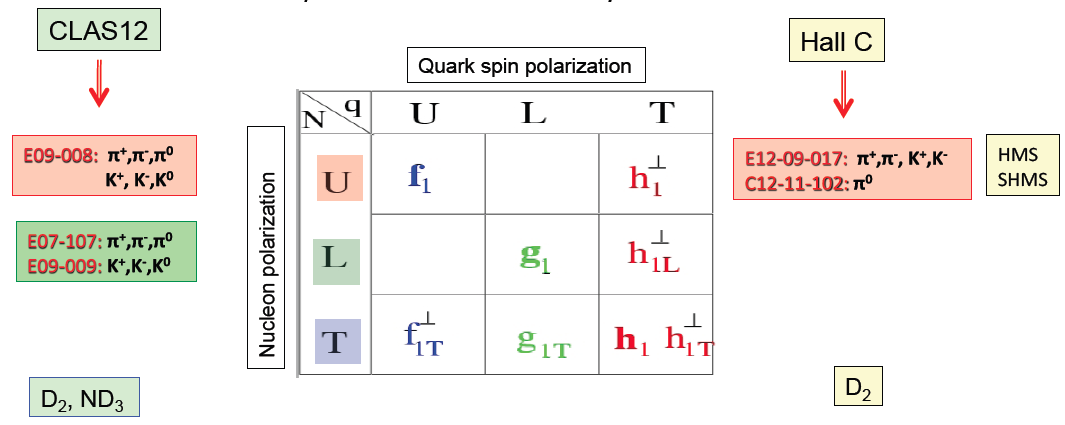 CLAS12
Hall C
Quark spin polarization
N q U L T
Nucleon polarization
E09-008: π⁺,π⁻,π⁰
K⁺, K⁻,K⁰
E07-107: π⁺,π⁻,π⁰
E09-009: K⁺,K⁻,K⁰
U f₁ h₁⊥
L g₁ h₁L⊥
T f₁T⊥ g₁T h₁ h₁T⊥
E12-09-017: π⁺,π⁻, K⁺,K⁻
C12-11-102: π⁰
HMS
SHMS
D₂, ND₃
D₂